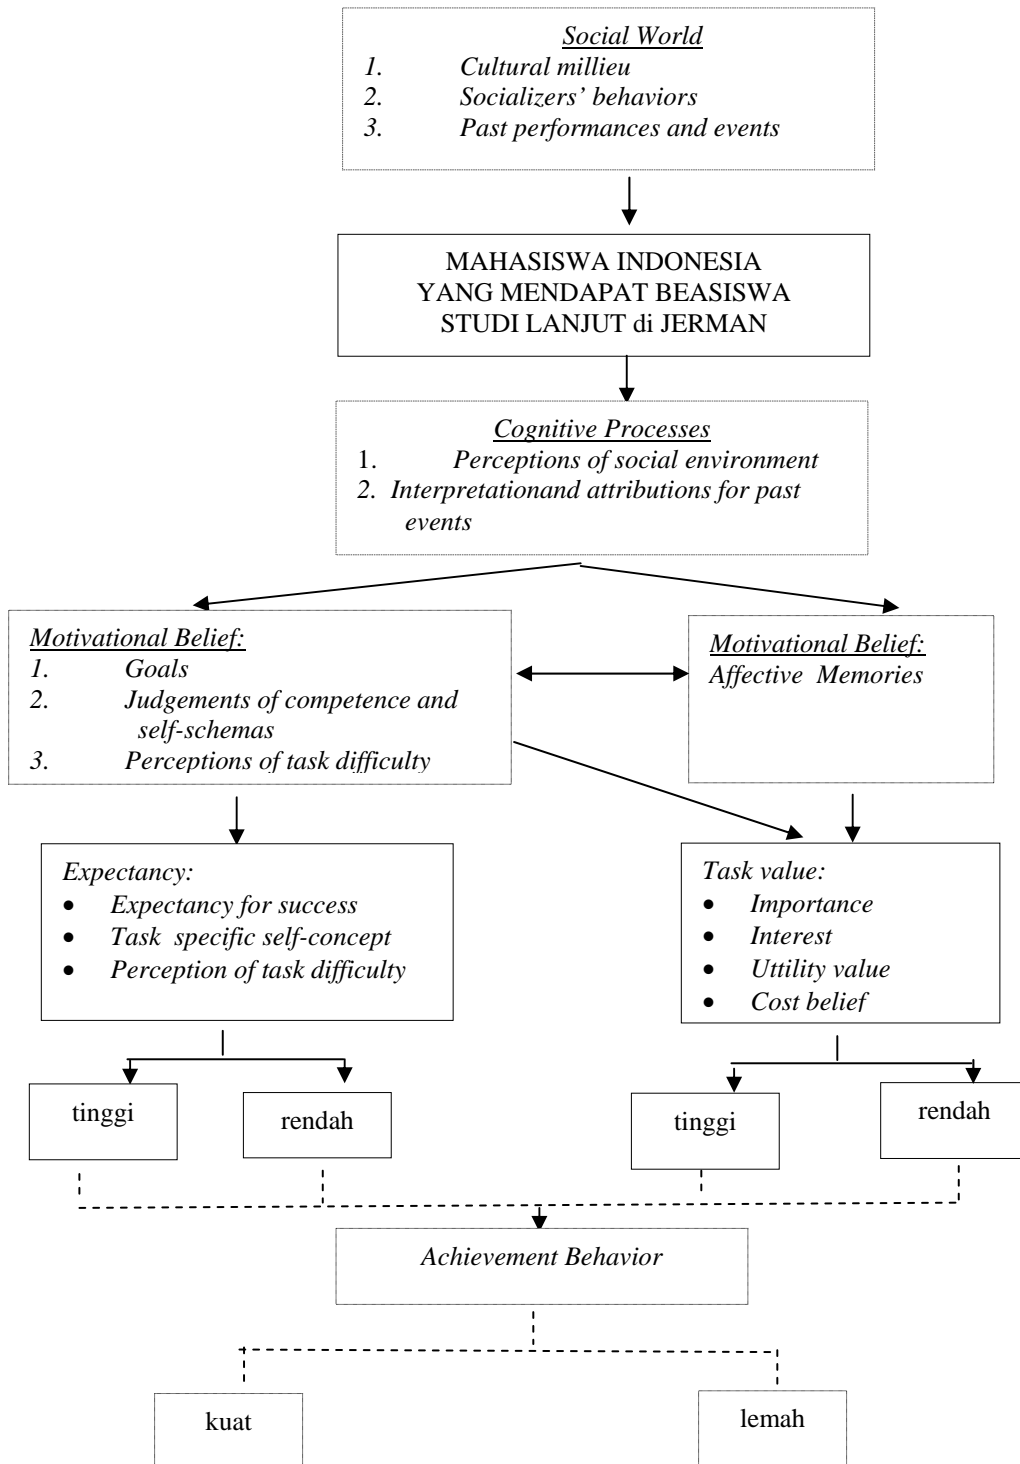 Social World
1. Cultural millieu
2. Socializers' behaviors
3. Past performances and events
MAHASISWA INDONESIA
YANG MENDAPAT BEASISWA
STUDI LANJUT di JERMAN
Cognitive Processes
1. Perceptions of social environment
2. Interpretationand attributions for past
events
Motivational Belief:
1. Goals
2. Judgements of competence and
self-schemas
3. Perceptions of task difficulty
Motivational Belief:
Affective Memories
Expectancy:
• Expectancy for success
• Task specific self-concept
• Perception of task difficulty
Task value:
• Importance
• Interest
• Uttility value
• Cost belief
tinggi
rendah
tinggi
rendah
Achievement Behavior
kuat
lemah